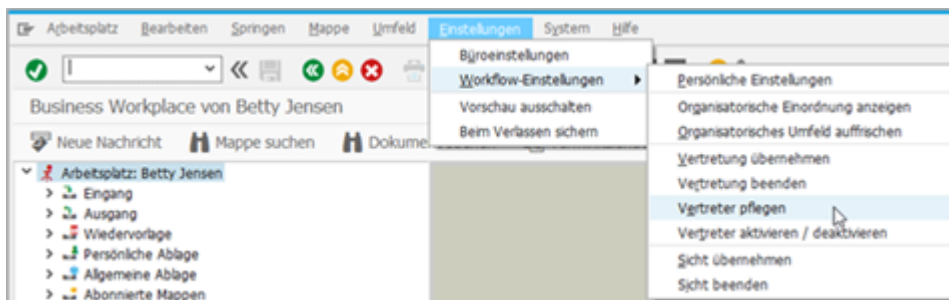 Arbeitsplatz Bearbeiten Springen Mappe Umfeld Einstellungen System Hilfe
Büroeinstellungen
Workflow-Einstellungen
Vorschau ausschalten
Beim Verlassen sichern
Persönliche Einstellungen
Organisatorische Einordnung anzeigen
Organisatorisches Umfeld auffrischen
Vertretung übernehmen
Vertretung beenden
Vertreter pflegen
Vertreter aktivieren / deaktivieren
Sicht übernehmen
Sicht beenden
Business Workplace von Betty Jensen
Neue Nachricht Mappe suchen Dokume
Arbeitsplatz: Betty Jensen
Eingang
Ausgang
Wiedervorlage
Persönliche Ablage
Allgemeine Ablage
Abonnierte Mappen